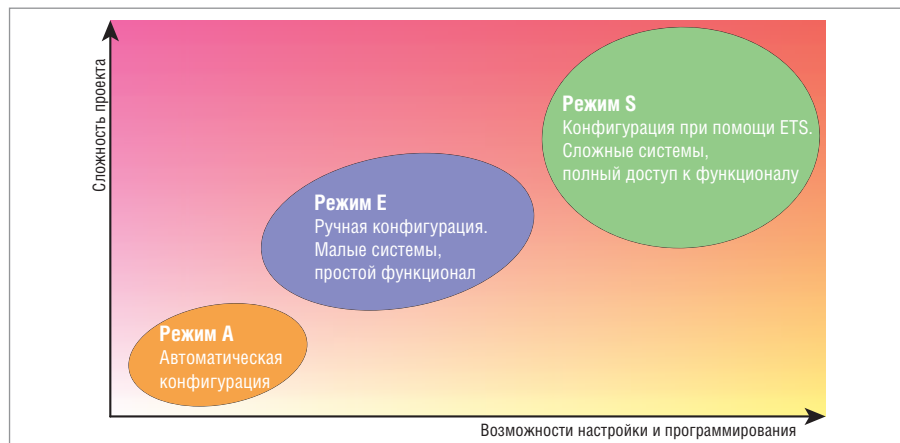 Сложность проекта
Режим S
Конфигурация при помощи ETS.
Сложные системы,
полный доступ к функционалу
Режим E
Ручная конфигурация.
Малые системы,
простой функционал
Режим A
Автоматическая
конфигурация
Возможности настройки и программирования